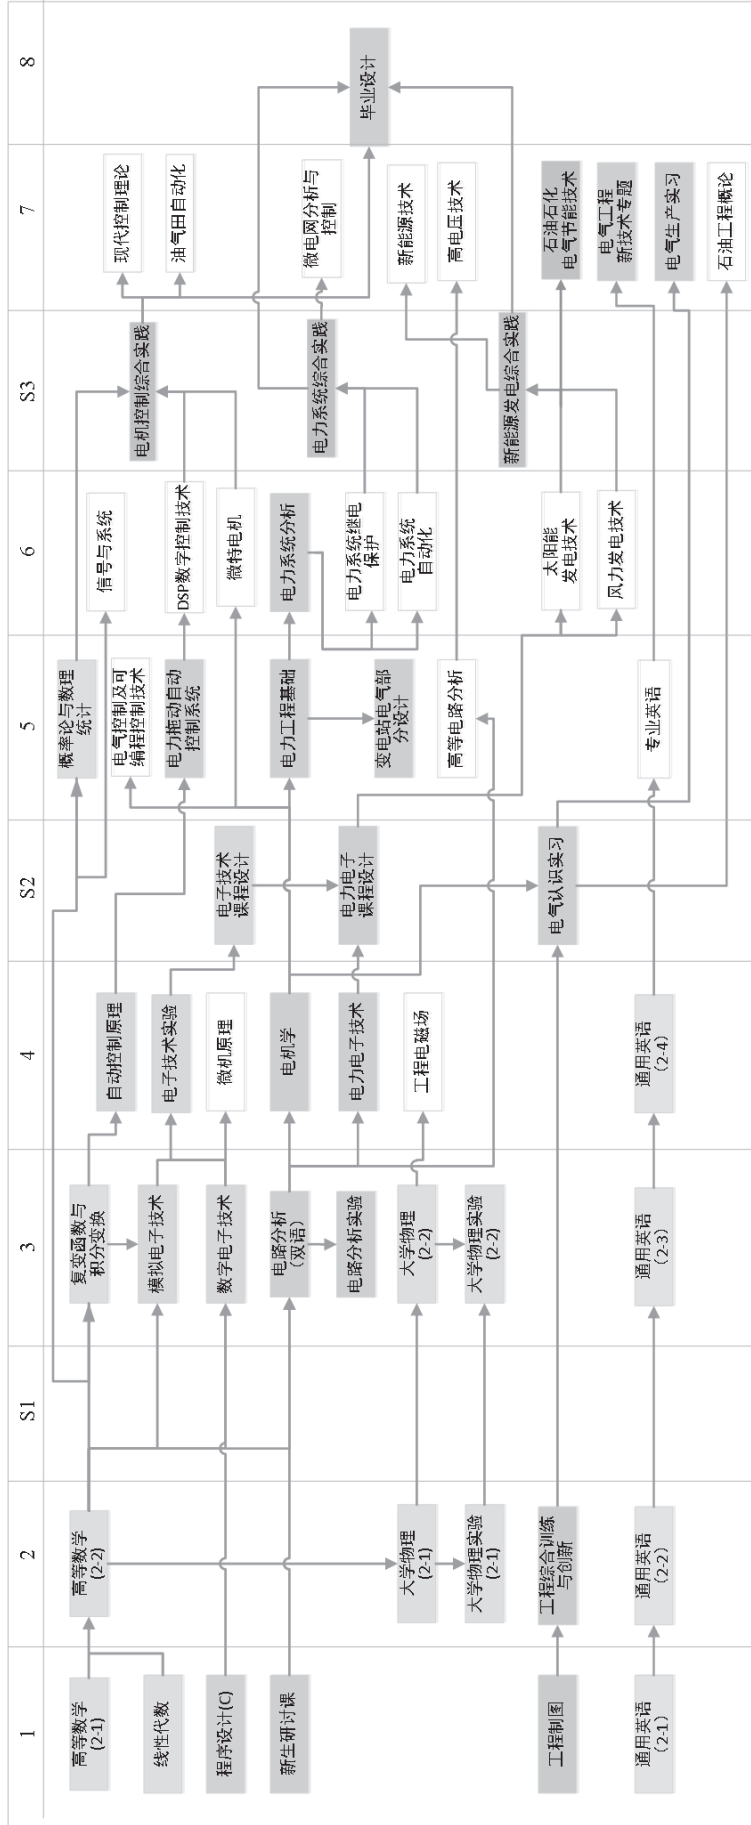 1
2
S1
3
4
S2
5
6
S3
7
8
高等数学
(2-1)
线性代数
程序设计(C)
新生研讨课
工程制图
通用英语
(2-1)
高等数学
(2-2)
大学物理
(2-1)
大学物理实验
(2-1)
工程综合训练
与创新
通用英语
(2-2)
复变函数与
积分变换
模拟电子技术
数字电子技术
电路分析
(双语)
电路分析实验
大学物理
(2-2)
大学物理实验
(2-2)
通用英语
(2-3)
自动控制原理
电子技术实验
微机原理
电机学
电力电子技术
工程电磁场
通用英语
(2-4)
电子技术
课程设计
电力电子
课程设计
电气认识实习
概率论与数理
统计
电气控制及可
编程控制技术
电力拖动自动
控制系统
电力工程基础
变电站电气部
分设计
高等电路分析
专业英语
信号与系统
DSP数字控制技术
微特电机
电力系统分析
电力系统继电
保护
电力系统
自动化
太阳能
发电技术
风力发电技术
电机控制综合实践
电力系统综合实践
新能源发电综合实践
现代控制理论
油气田自动化
微电网分析与
控制
新能源技术
高电压技术
石油石化
电气节能技术
电气工程
新技术专题
电气生产实习
石油工程概论
毕业设计